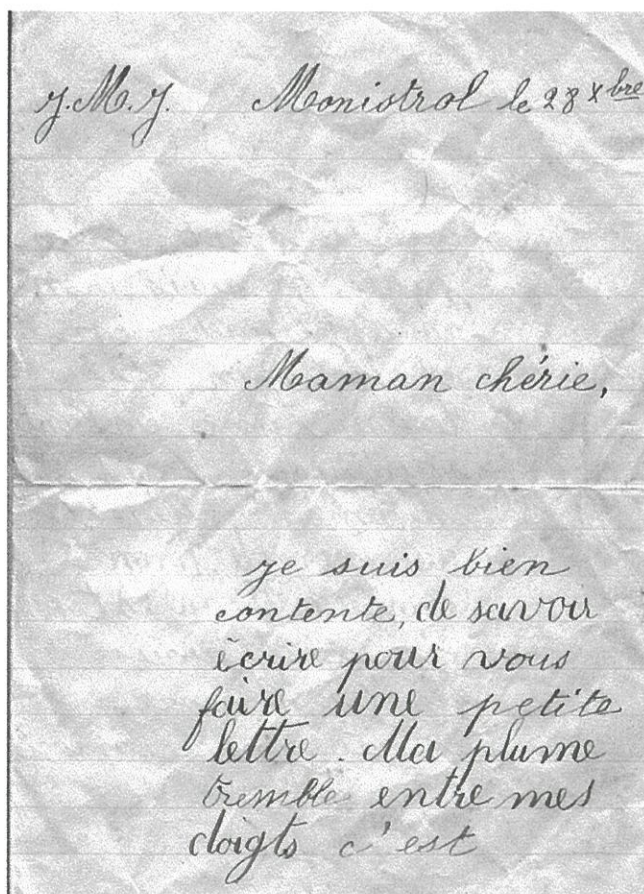 J.M.J. Monistrol le 28 Xbre
Maman chérie,
je suis bien
contente, de savoir
écrire pour vous
faire une petite
lettre. Ma plume
tremble entre mes
doigts c'est